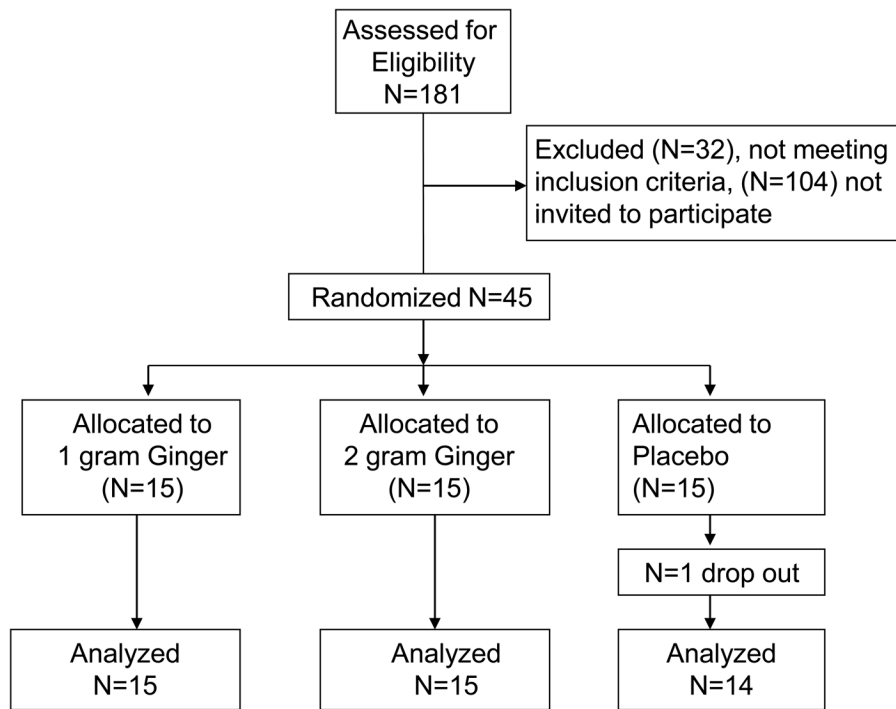 Assessed for
Eligibility
N=181
Excluded (N=32), not meeting
inclusion criteria, (N=104) not
invited to participate
Randomized N=45
Allocated to
1 gram Ginger
(N=15)
Allocated to
2 gram Ginger
(N=15)
Allocated to
Placebo
(N=15)
N=1 drop out
Analyzed
N=15
Analyzed
N=15
Analyzed
N=14